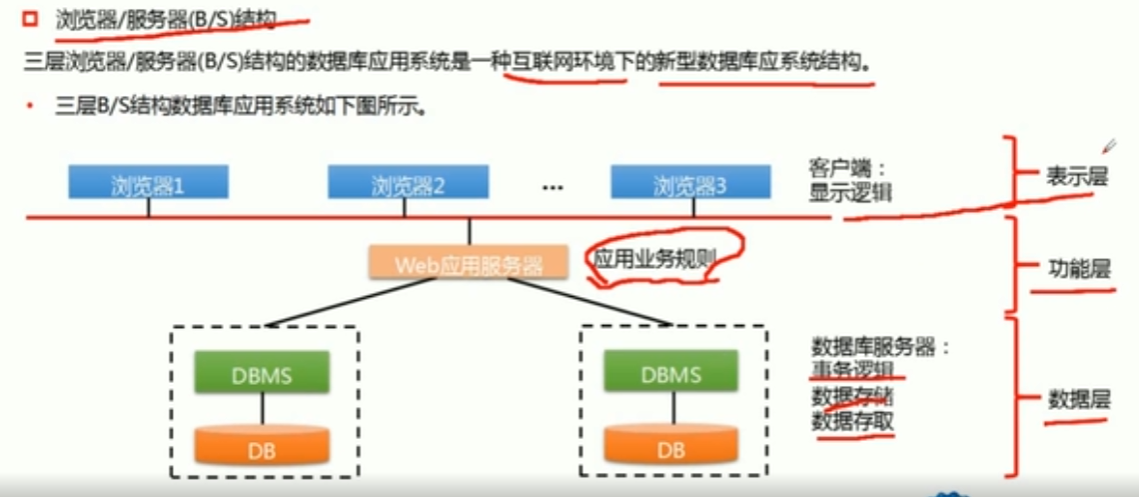 浏览器/服务器(B/S)结构
三层浏览器/服务器(B/S)结构的数据库应用系统是一种互联网环境下的新型数据库应系统结构。
• 三层B/S结构数据库应用系统如下图所示。
浏览器1
浏览器2
...
浏览器3
客户端：
显示逻辑
表示层
Web应用服务器
应用业务规则
功能层
DBMS
DB
DBMS
DB
数据库服务器：
事务逻辑
数据存储
数据存取
数据层